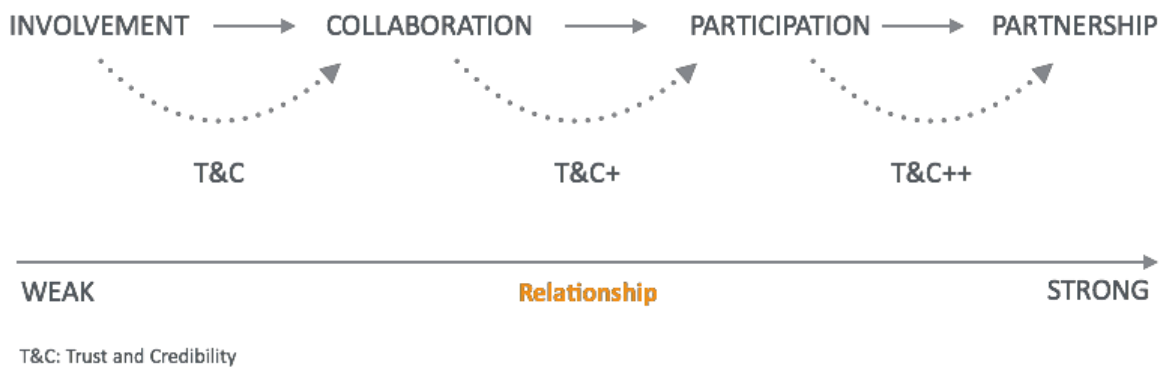 INVOLVEMENT COLLABORATION PARTICIPATION PARTNERSHIP
T&C T&C+ T&C++
WEAK Relationship STRONG
T&C: Trust and Credibility